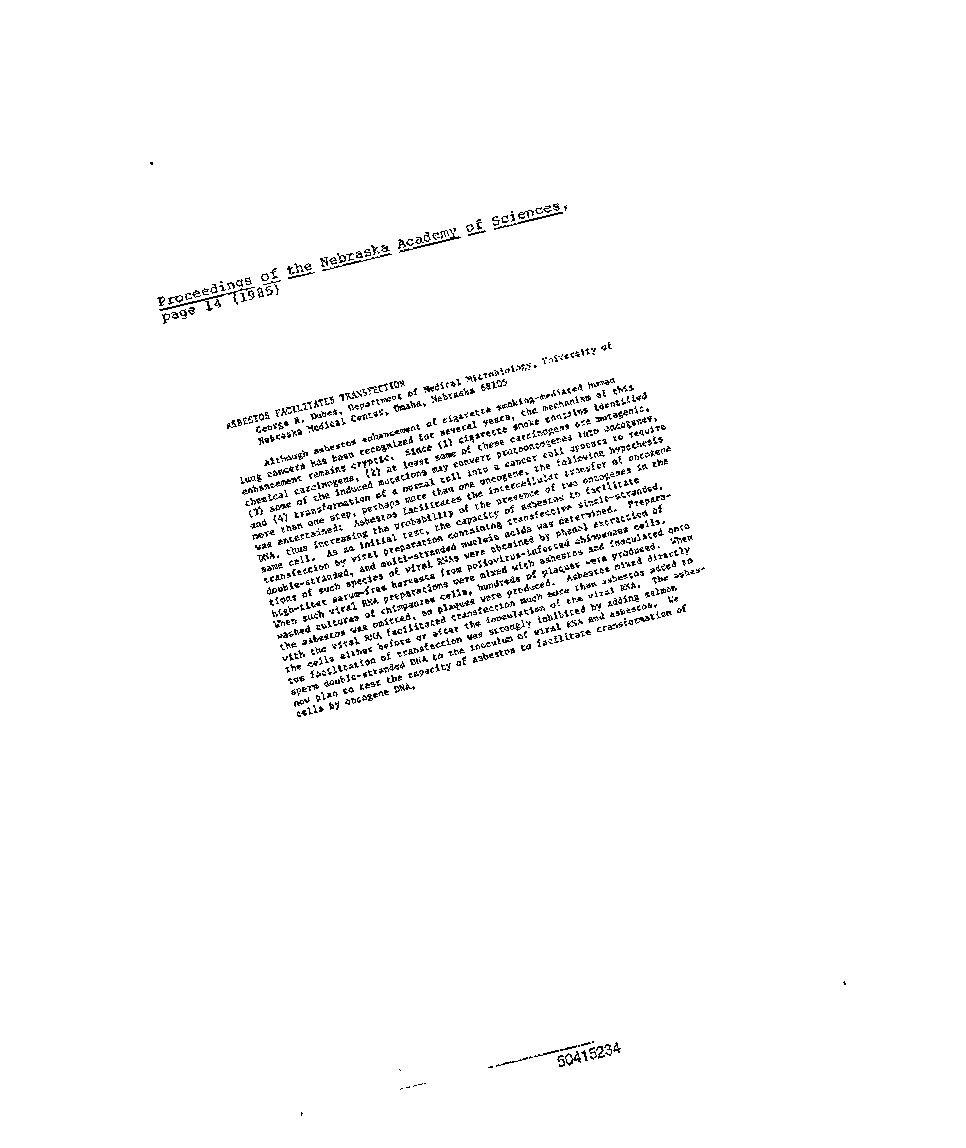 Proceedings of the Nebraska Academy of Sciences,
page 14 (1985)
ASBESTOS FACILITATES TRANSFECTION
George R. Dubes, Department of Medical Microbiology, University of
Nebraska Medical Center, Omaha, Nebraska 68105
Although asbestos enhancement of cigarette smoking-mediated human
lung cancers has been recognized for several years, the mechanism of this
enhancement remains cryptic. Since (1) cigarette smoke contains identified
chemical carcinogens, (2) at least some of these carcinogens are mutagenic,
(3) some of the induced mutations may convert protooncogenes into oncogenes,
and (4) transformation of a normal cell into a cancer cell appears to require
more than one step, perhaps more than one oncogene, the following hypothesis
was entertained: Asbestos facilitates the intercellular transfer of oncogene
DNA, thus increasing the probability of the presence of two oncogenes in the
same cell. As an initial test, the capacity of asbestos to facilitate
transfection by viral preparation containing transfective single-stranded,
double-stranded, and multi-stranded nucleic acids was determined. Prepara-
tions of such species of viral RNAs were obtained by phenol extraction of
high-titer serum-free harvests from poliovirus-infected chimpanzee cells.
When such viral RNA preparations were mixed with asbestos and inoculated onto
washed cultures of chimpanzee cells, hundreds of plaques were produced. When
the asbestos was omitted, no plaques were produced. Asbestos mixed directly
with the viral RNA facilitated transfection much more than asbestos added to
the cells either before or after the inoculation of the viral RNA. The asbes-
tos facilitation of transfection was strongly inhibited by adding salmon
sperm double-stranded DNA to the inoculum of viral RNA and asbestos. We
now plan to test the capacity of asbestos to facilitate transformation of
cells by oncogene DNA.
50415234